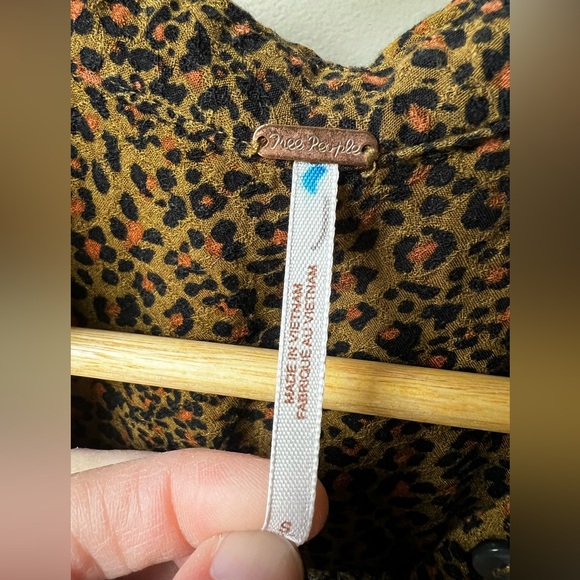 Free People
MADE IN VIETNAM
FABRIQUE AU VIETNAM
S